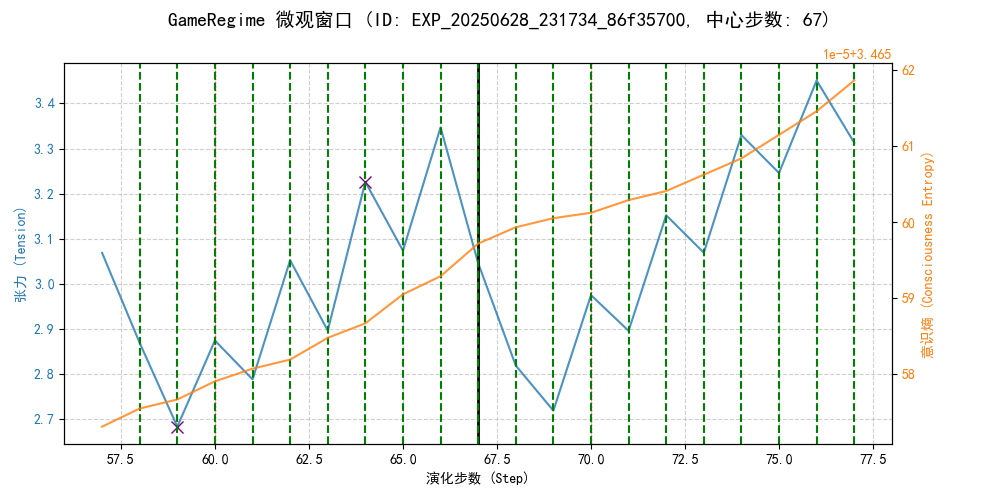 GameRegime 微观窗口 (ID: EXP_20250628_231734_86f35700, 中心步数: 67)
1e-5+3.465
张力 (Tension)
3.4
3.3
3.2
3.1
3.0
2.9
2.8
2.7
62
61
60
59
58
意识熵 (Consciousness Entropy)
57.5 60.0 62.5 65.0 67.5 70.0 72.5 75.0 77.5
演化步数 (Step)